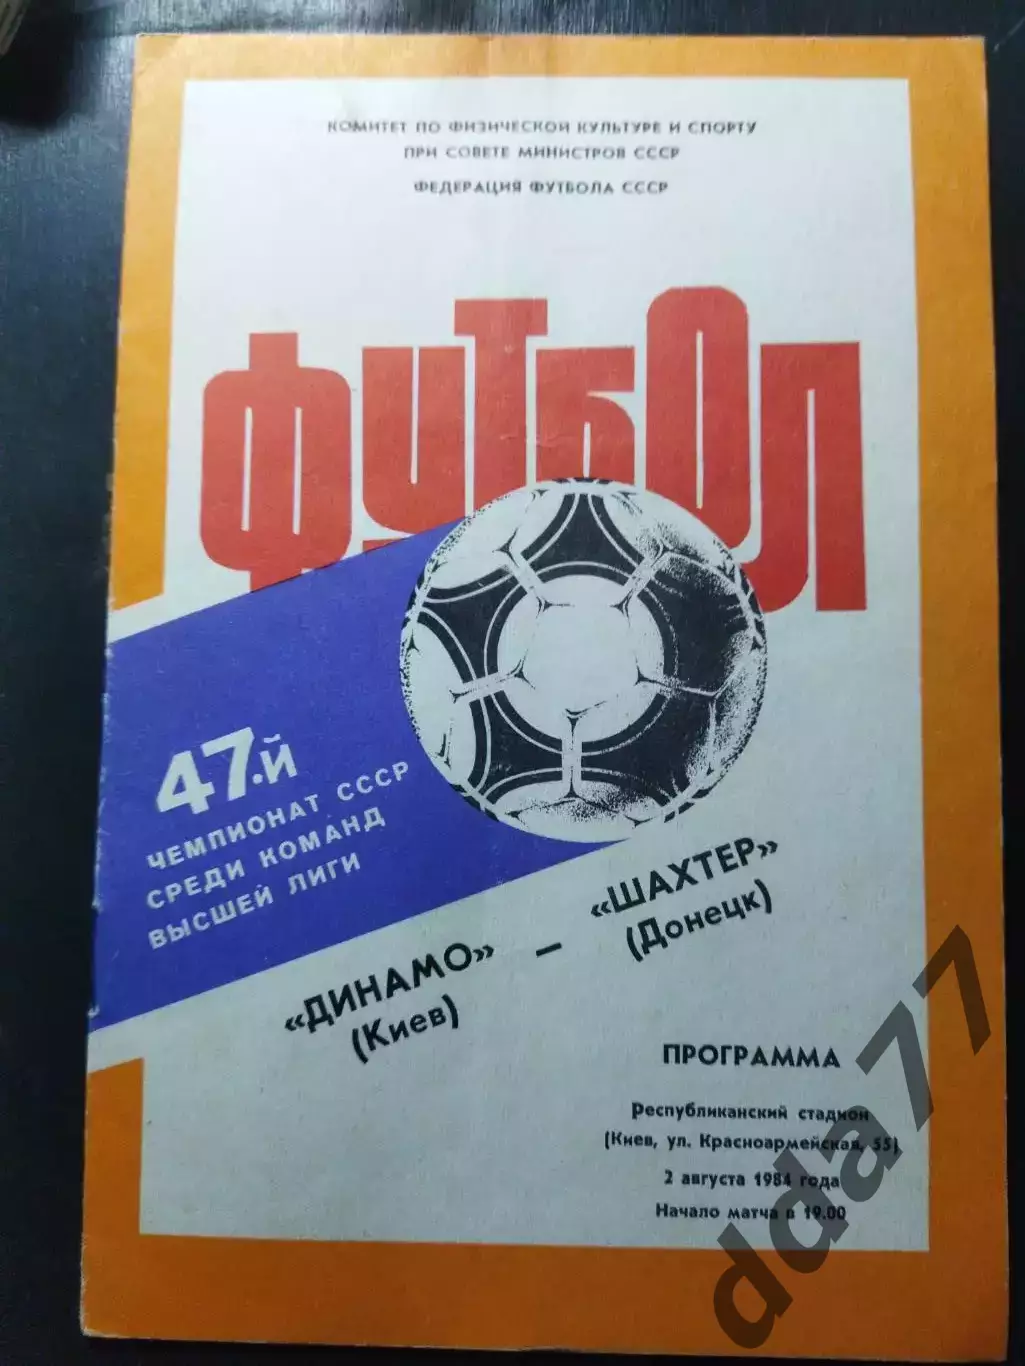 КОМИТЕТ ПО ФИЗИЧЕСКОЙ КУЛЬТУРЕ И СПОРТУ
ПРИ СОВЕТЕ МИНИСТРОВ СССР
ФЕДЕРАЦИЯ ФУТБОЛА СССР
ФУТБОЛ
47-й
ЧЕМПИОНАТ СССР
СРЕДИ КОМАНД
ВЫСШЕЙ ЛИГИ
«ДИНАМО» – «ШАХТЕР»
(Киев) (Донецк)
ПРОГРАММА
Республиканский стадион
(Киев, ул. Красноармейская, 55)
2 августа 1984 года
Начало матча в 19.00
dda77